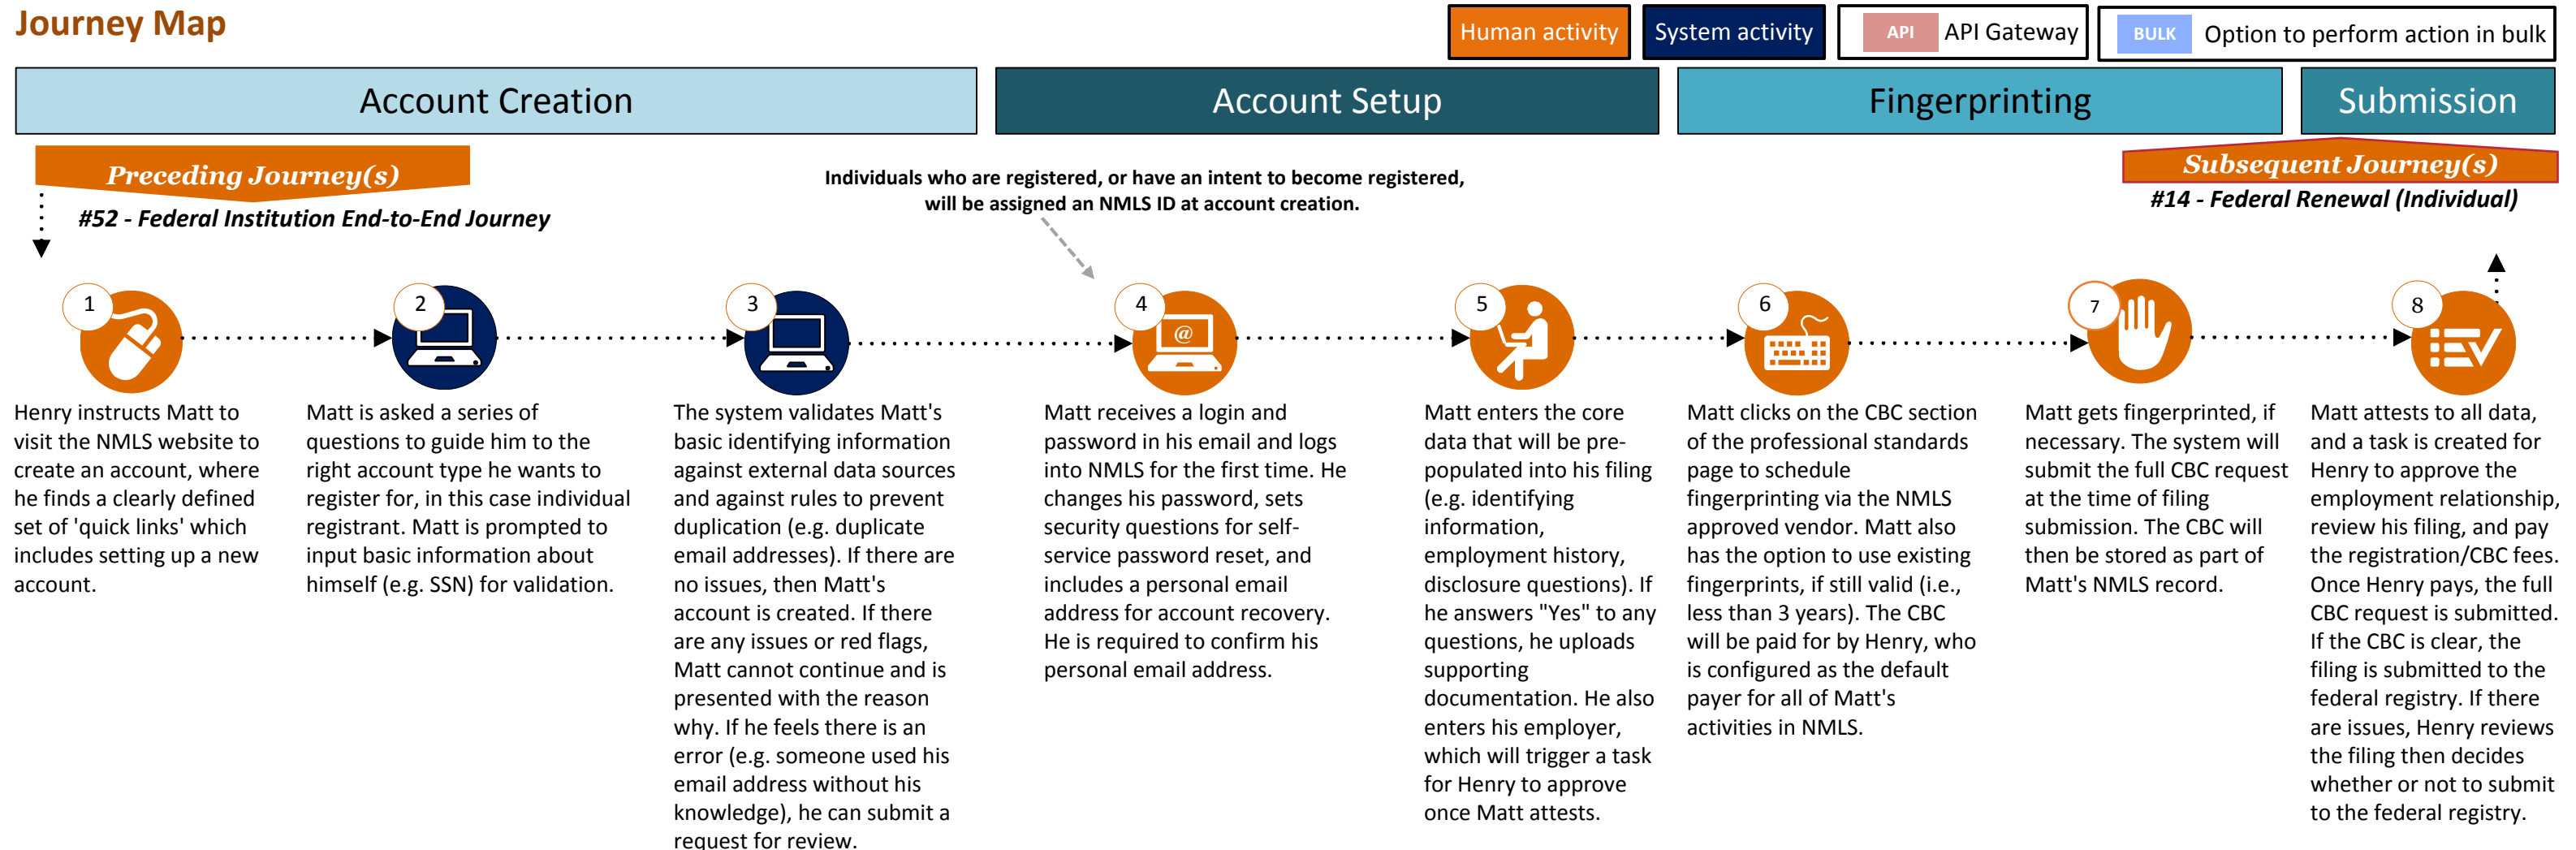 Journey Map
Human activity
System activity
API
API Gateway
BULK
Option to perform action in bulk
Account Creation
Account Setup
Fingerprinting
Submission
Preceding Journey(s)
#52 - Federal Institution End-to-End Journey
Individuals who are registered, or have an intent to become registered,
will be assigned an NMLS ID at account creation.
Subsequent Journey(s)
#14 - Federal Renewal (Individual)
1
Henry instructs Matt to
visit the NMLS website to
create an account, where
he finds a clearly defined
set of 'quick links' which
includes setting up a new
account.
2
Matt is asked a series of
questions to guide him to the
right account type he wants to
register for, in this case individual
registrant. Matt is prompted to
input basic information about
himself (e.g. SSN) for validation.
3
The system validates Matt's
basic identifying information
against external data sources
and against rules to prevent
duplication (e.g. duplicate
email addresses). If there are
no issues, then Matt's
account is created. If there
are any issues or red flags,
Matt cannot continue and is
presented with the reason
why. If he feels there is an
error (e.g. someone used his
email address without his
knowledge), he can submit a
request for review.
4
@
Matt receives a login and
password in his email and logs
into NMLS for the first time. He
changes his password, sets
security questions for self-
service password reset, and
includes a personal email
address for account recovery.
He is required to confirm his
personal email address.
5
Matt enters the core
data that will be pre-
populated into his filing
(e.g. identifying
information,
employment history,
disclosure questions). If
he answers "Yes" to any
questions, he uploads
supporting
documentation. He also
enters his employer,
which will trigger a task
for Henry to approve
once Matt attests.
6
Matt clicks on the CBC section
of the professional standards
page to schedule
fingerprinting via the NMLS
approved vendor. Matt also
has the option to use existing
fingerprints, if still valid (i.e.,
less than 3 years). The CBC
will be paid for by Henry, who
is configured as the default
payer for all of Matt's
activities in NMLS.
7
Matt gets fingerprinted, if
necessary. The system will
submit the full CBC request
at the time of filing
submission. The CBC will
then be stored as part of
Matt's NMLS record.
8
Matt attests to all data,
and a task is created for
Henry to approve the
employment relationship,
review his filing, and pay
the registration/CBC fees.
Once Henry pays, the full
CBC request is submitted.
If the CBC is clear, the
filing is submitted to the
federal registry. If there
are issues, Henry reviews
the filing then decides
whether or not to submit
to the federal registry.